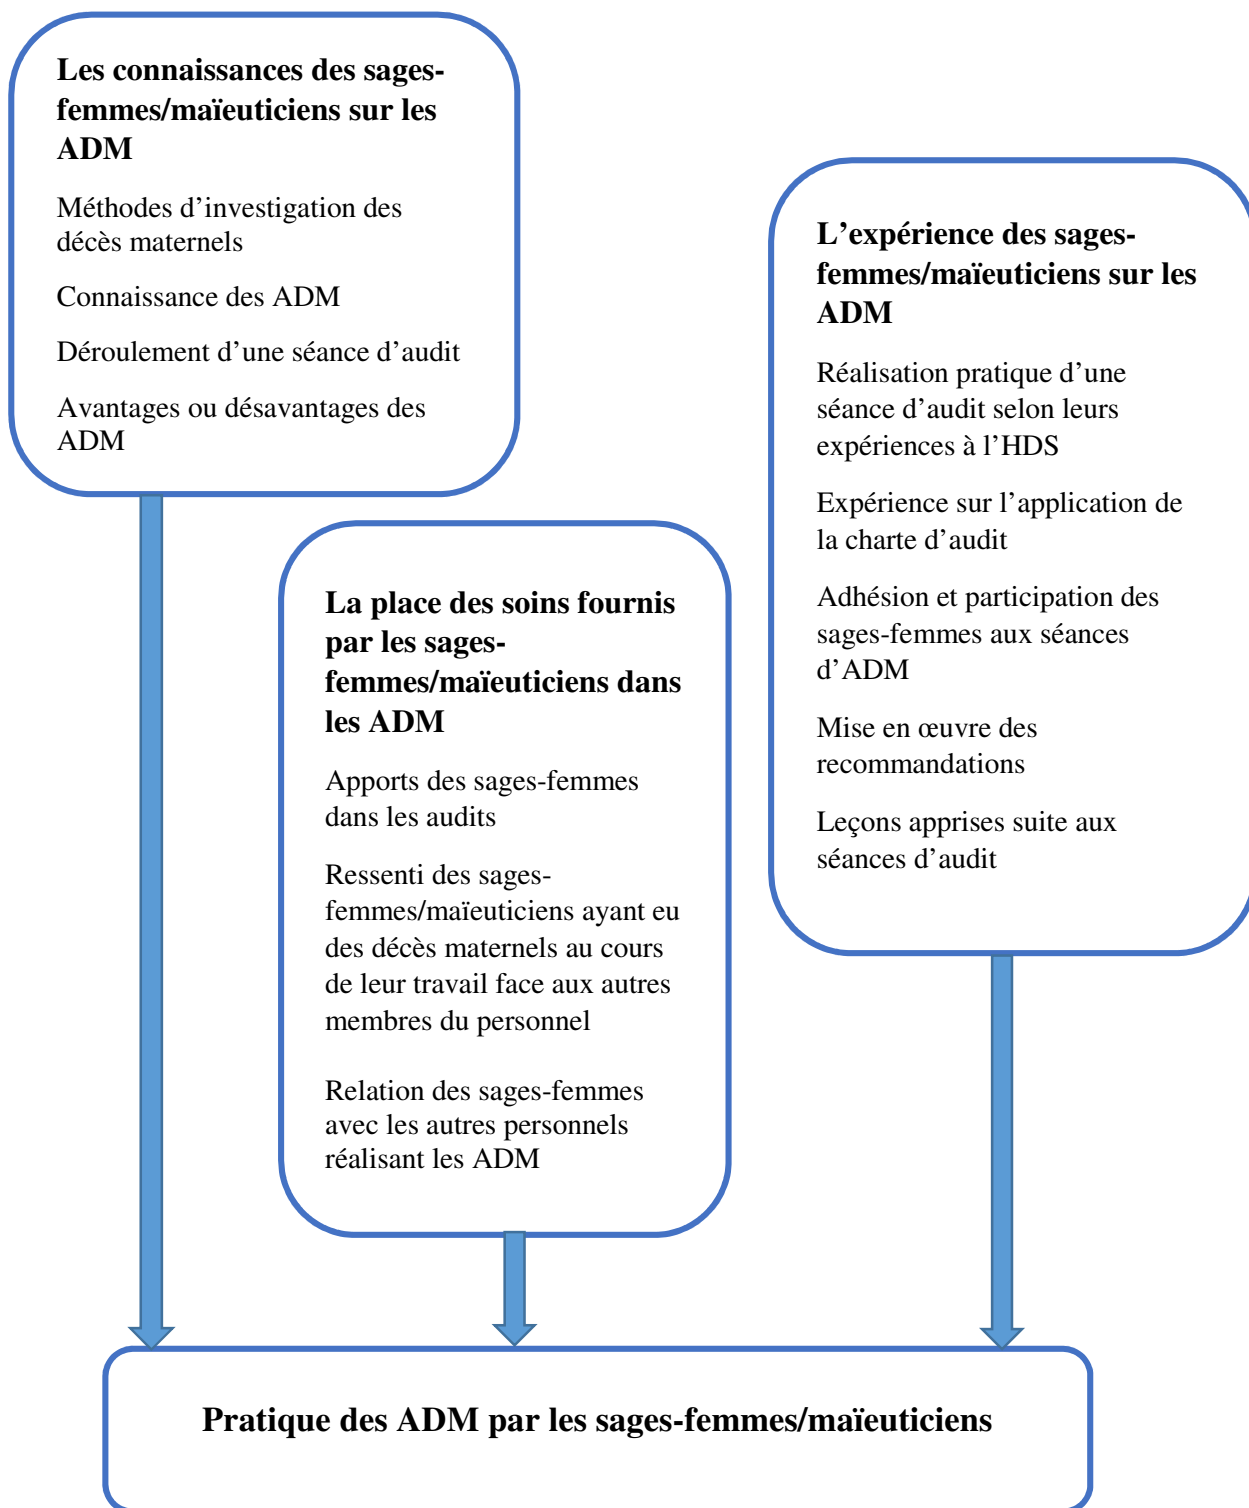 Les connaissances des sages-
femmes/maïeuticiens sur les
ADM
Méthodes d’investigation des
décès maternels
Connaissance des ADM
Déroulement d’une séance d’audit
Avantages ou désavantages des
ADM
La place des soins fournis
par les sages-
femmes/maïeuticiens dans
les ADM
Apports des sages-femmes
dans les audits
Ressenti des sages-
femmes/maïeuticiens ayant eu
des décès maternels au cours
de leur travail face aux autres
membres du personnel
Relation des sages-femmes
avec les autres personnels
réalisant les ADM
L’expérience des sages-
femmes/maïeuticiens sur les
ADM
Réalisation pratique d’une
séance d’audit selon leurs
expériences à l’HDS
Expérience sur l’application de
la charte d’audit
Adhésion et participation des
sages-femmes aux séances
d’ADM
Mise en œuvre des
recommandations
Leçons apprises suite aux
séances d’audit
Pratique des ADM par les sages-femmes/maïeuticiens